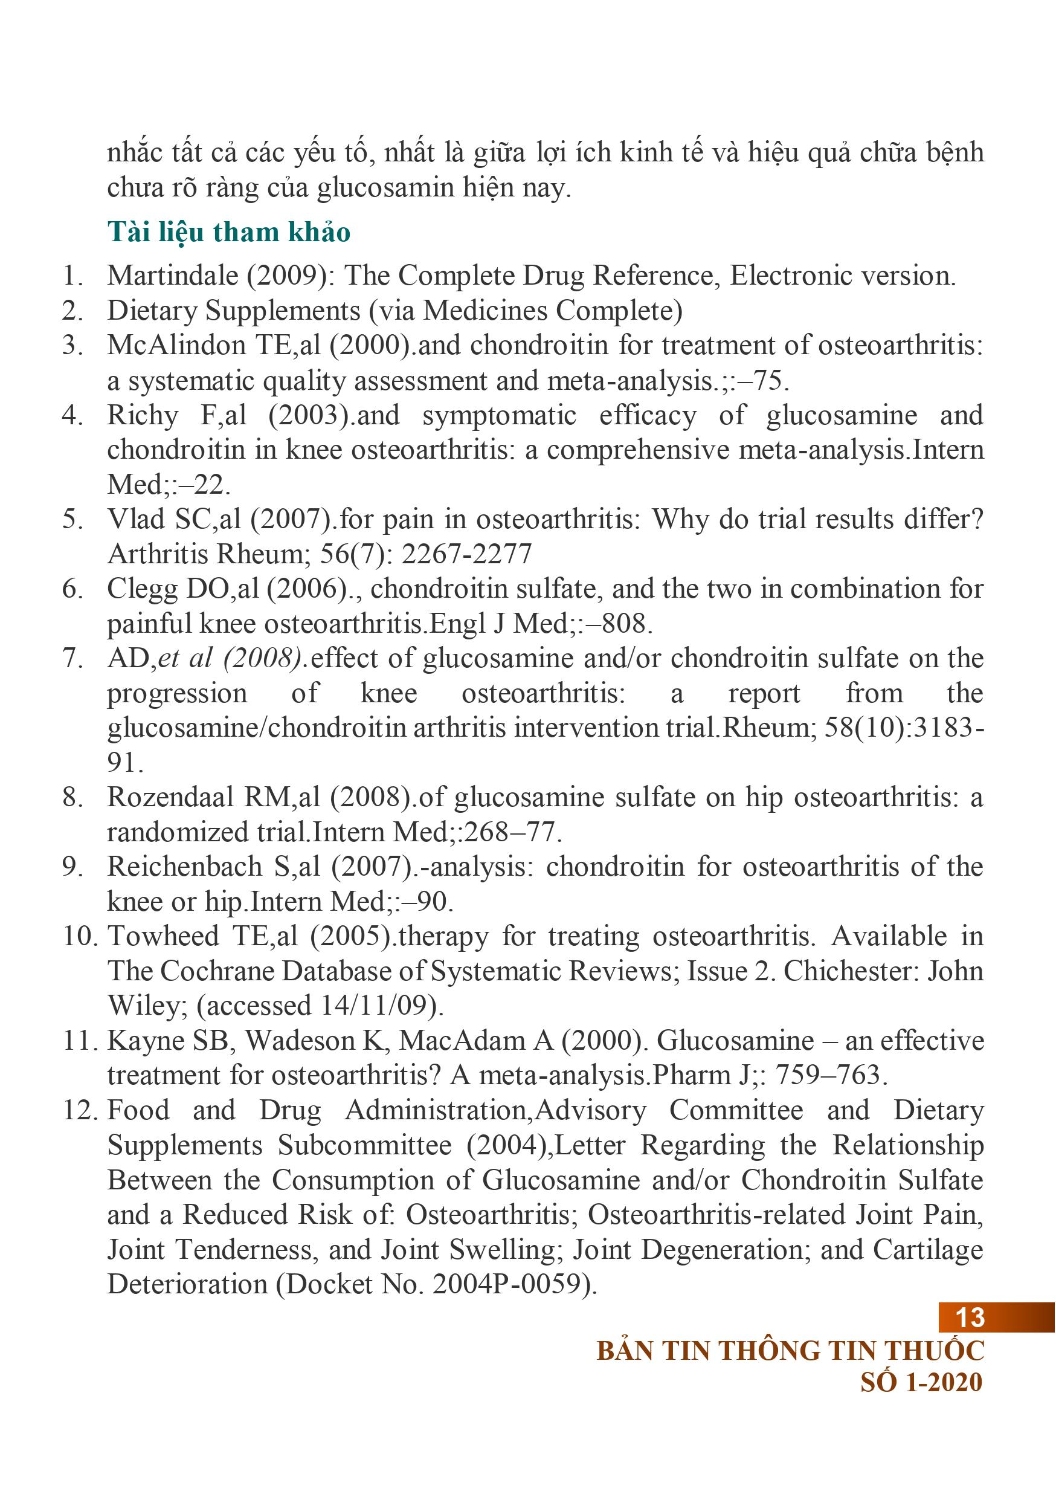 nhắc tất cả các yếu tố, nhất là giữa lợi ích kinh tế và hiệu quả chữa bệnh
chưa rõ ràng của glucosamin hiện nay.
Tài liệu tham khảo
1. Martindale (2009): The Complete Drug Reference, Electronic version.
2. Dietary Supplements (via Medicines Complete)
3. McAlindon TE,al (2000).and chondroitin for treatment of osteoarthritis:
a systematic quality assessment and meta-analysis.;:–75.
4. Richy F,al (2003).and symptomatic efficacy of glucosamine and
chondroitin in knee osteoarthritis: a comprehensive meta-analysis.Intern
Med;:–22.
5. Vlad SC,al (2007).for pain in osteoarthritis: Why do trial results differ?
Arthritis Rheum; 56(7): 2267-2277
6. Clegg DO,al (2006)., chondroitin sulfate, and the two in combination for
painful knee osteoarthritis.Engl J Med;:–808.
7. AD,et al (2008).effect of glucosamine and/or chondroitin sulfate on the
progression of knee osteoarthritis: a report from the
glucosamine/chondroitin arthritis intervention trial.Rheum; 58(10):3183-
91.
8. Rozendaal RM,al (2008).of glucosamine sulfate on hip osteoarthritis: a
randomized trial.Intern Med;:268–77.
9. Reichenbach S,al (2007).-analysis: chondroitin for osteoarthritis of the
knee or hip.Intern Med;:–90.
10. Towheed TE,al (2005).therapy for treating osteoarthritis. Available in
The Cochrane Database of Systematic Reviews; Issue 2. Chichester: John
Wiley; (accessed 14/11/09).
11. Kayne SB, Wadeson K, MacAdam A (2000). Glucosamine – an effective
treatment for osteoarthritis? A meta-analysis.Pharm J;: 759–763.
12. Food and Drug Administration,Advisory Committee and Dietary
Supplements Subcommittee (2004),Letter Regarding the Relationship
Between the Consumption of Glucosamine and/or Chondroitin Sulfate
and a Reduced Risk of: Osteoarthritis; Osteoarthritis-related Joint Pain,
Joint Tenderness, and Joint Swelling; Joint Degeneration; and Cartilage
Deterioration (Docket No. 2004P-0059).
13
BẢN TIN THÔNG TIN THUỐC
SỐ 1-2020